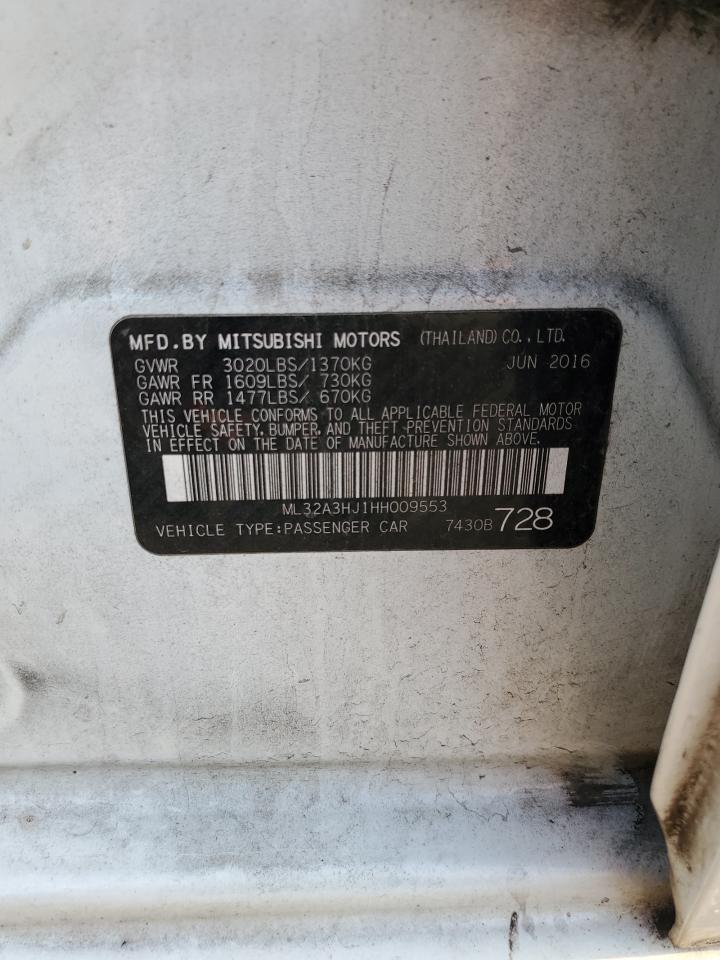 MFD.BY MITSUBISHI MOTORS (THAILAND) CO., LTD.
GVWR 3020LBS/1370KG JUN 2016
GAWR FR 1609LBS/ 730KG
GAWR RR 1477LBS/ 670KG
THIS VEHICLE CONFORMS TO ALL APPLICABLE FEDERAL MOTOR
VEHICLE SAFETY, BUMPER, AND THEFT PREVENTION STANDARDS
IN EFFECT ON THE DATE OF MANUFACTURE SHOWN ABOVE.
ML32A3HJ1HH009553
VEHICLE TYPE:PASSENGER CAR 7430B 728